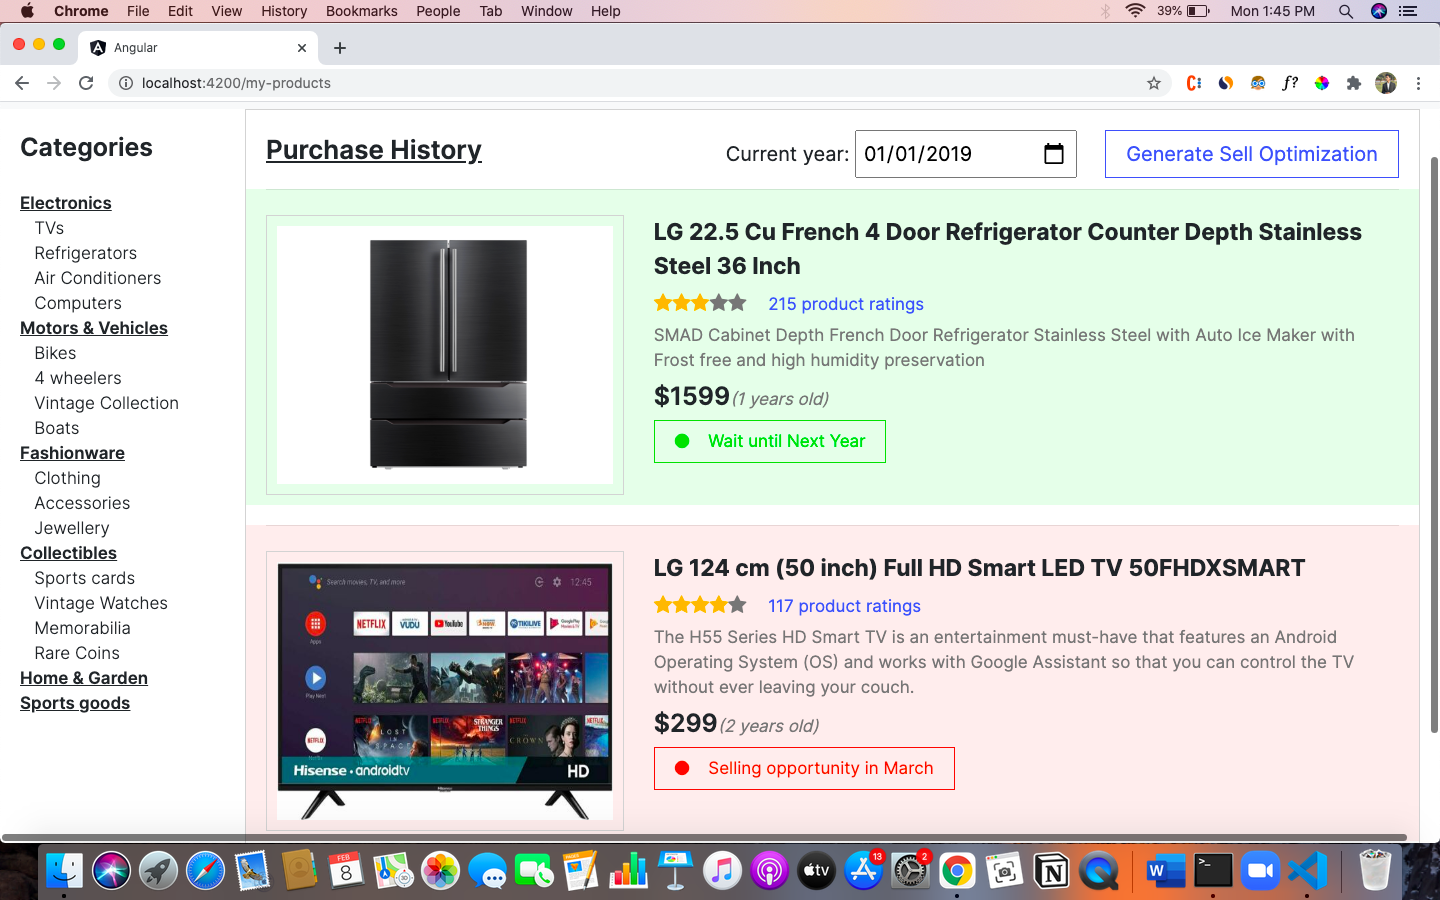 Chrome File Edit View History Bookmarks People Tab Window Help 39% Mon 1:45 PM
Angular
localhost:4200/my-products
Categories
Electronics
TVs
Refrigerators
Air Conditioners
Computers
Motors & Vehicles
Bikes
4 wheelers
Vintage Collection
Boats
Fashionware
Clothing
Accessories
Jewellery
Collectibles
Sports cards
Vintage Watches
Memorabilia
Rare Coins
Home & Garden
Sports goods
Purchase History
Current year: 01/01/2019
Generate Sell Optimization
LG 22.5 Cu French 4 Door Refrigerator Counter Depth Stainless
Steel 36 Inch
215 product ratings
SMAD Cabinet Depth French Door Refrigerator Stainless Steel with Auto Ice Maker with
Frost free and high humidity preservation
$1599 (1 years old)
Wait until Next Year
Search movies, TV, and more 12:45
Apps NETFLIX VUDU YouTube TIKILIVE
Play Next
NETFLIX LOST IN SPACE STRANGER THINGS THE CROWN
Hisense • androidtv HD
Hisense
LG 124 cm (50 inch) Full HD Smart LED TV 50FHDXSMART
117 product ratings
The H55 Series HD Smart TV is an entertainment must-have that features an Android
Operating System (OS) and works with Google Assistant so that you can control the TV
without ever leaving your couch.
$299 (2 years old)
Selling opportunity in March
FEB
8
tv
13
2
W